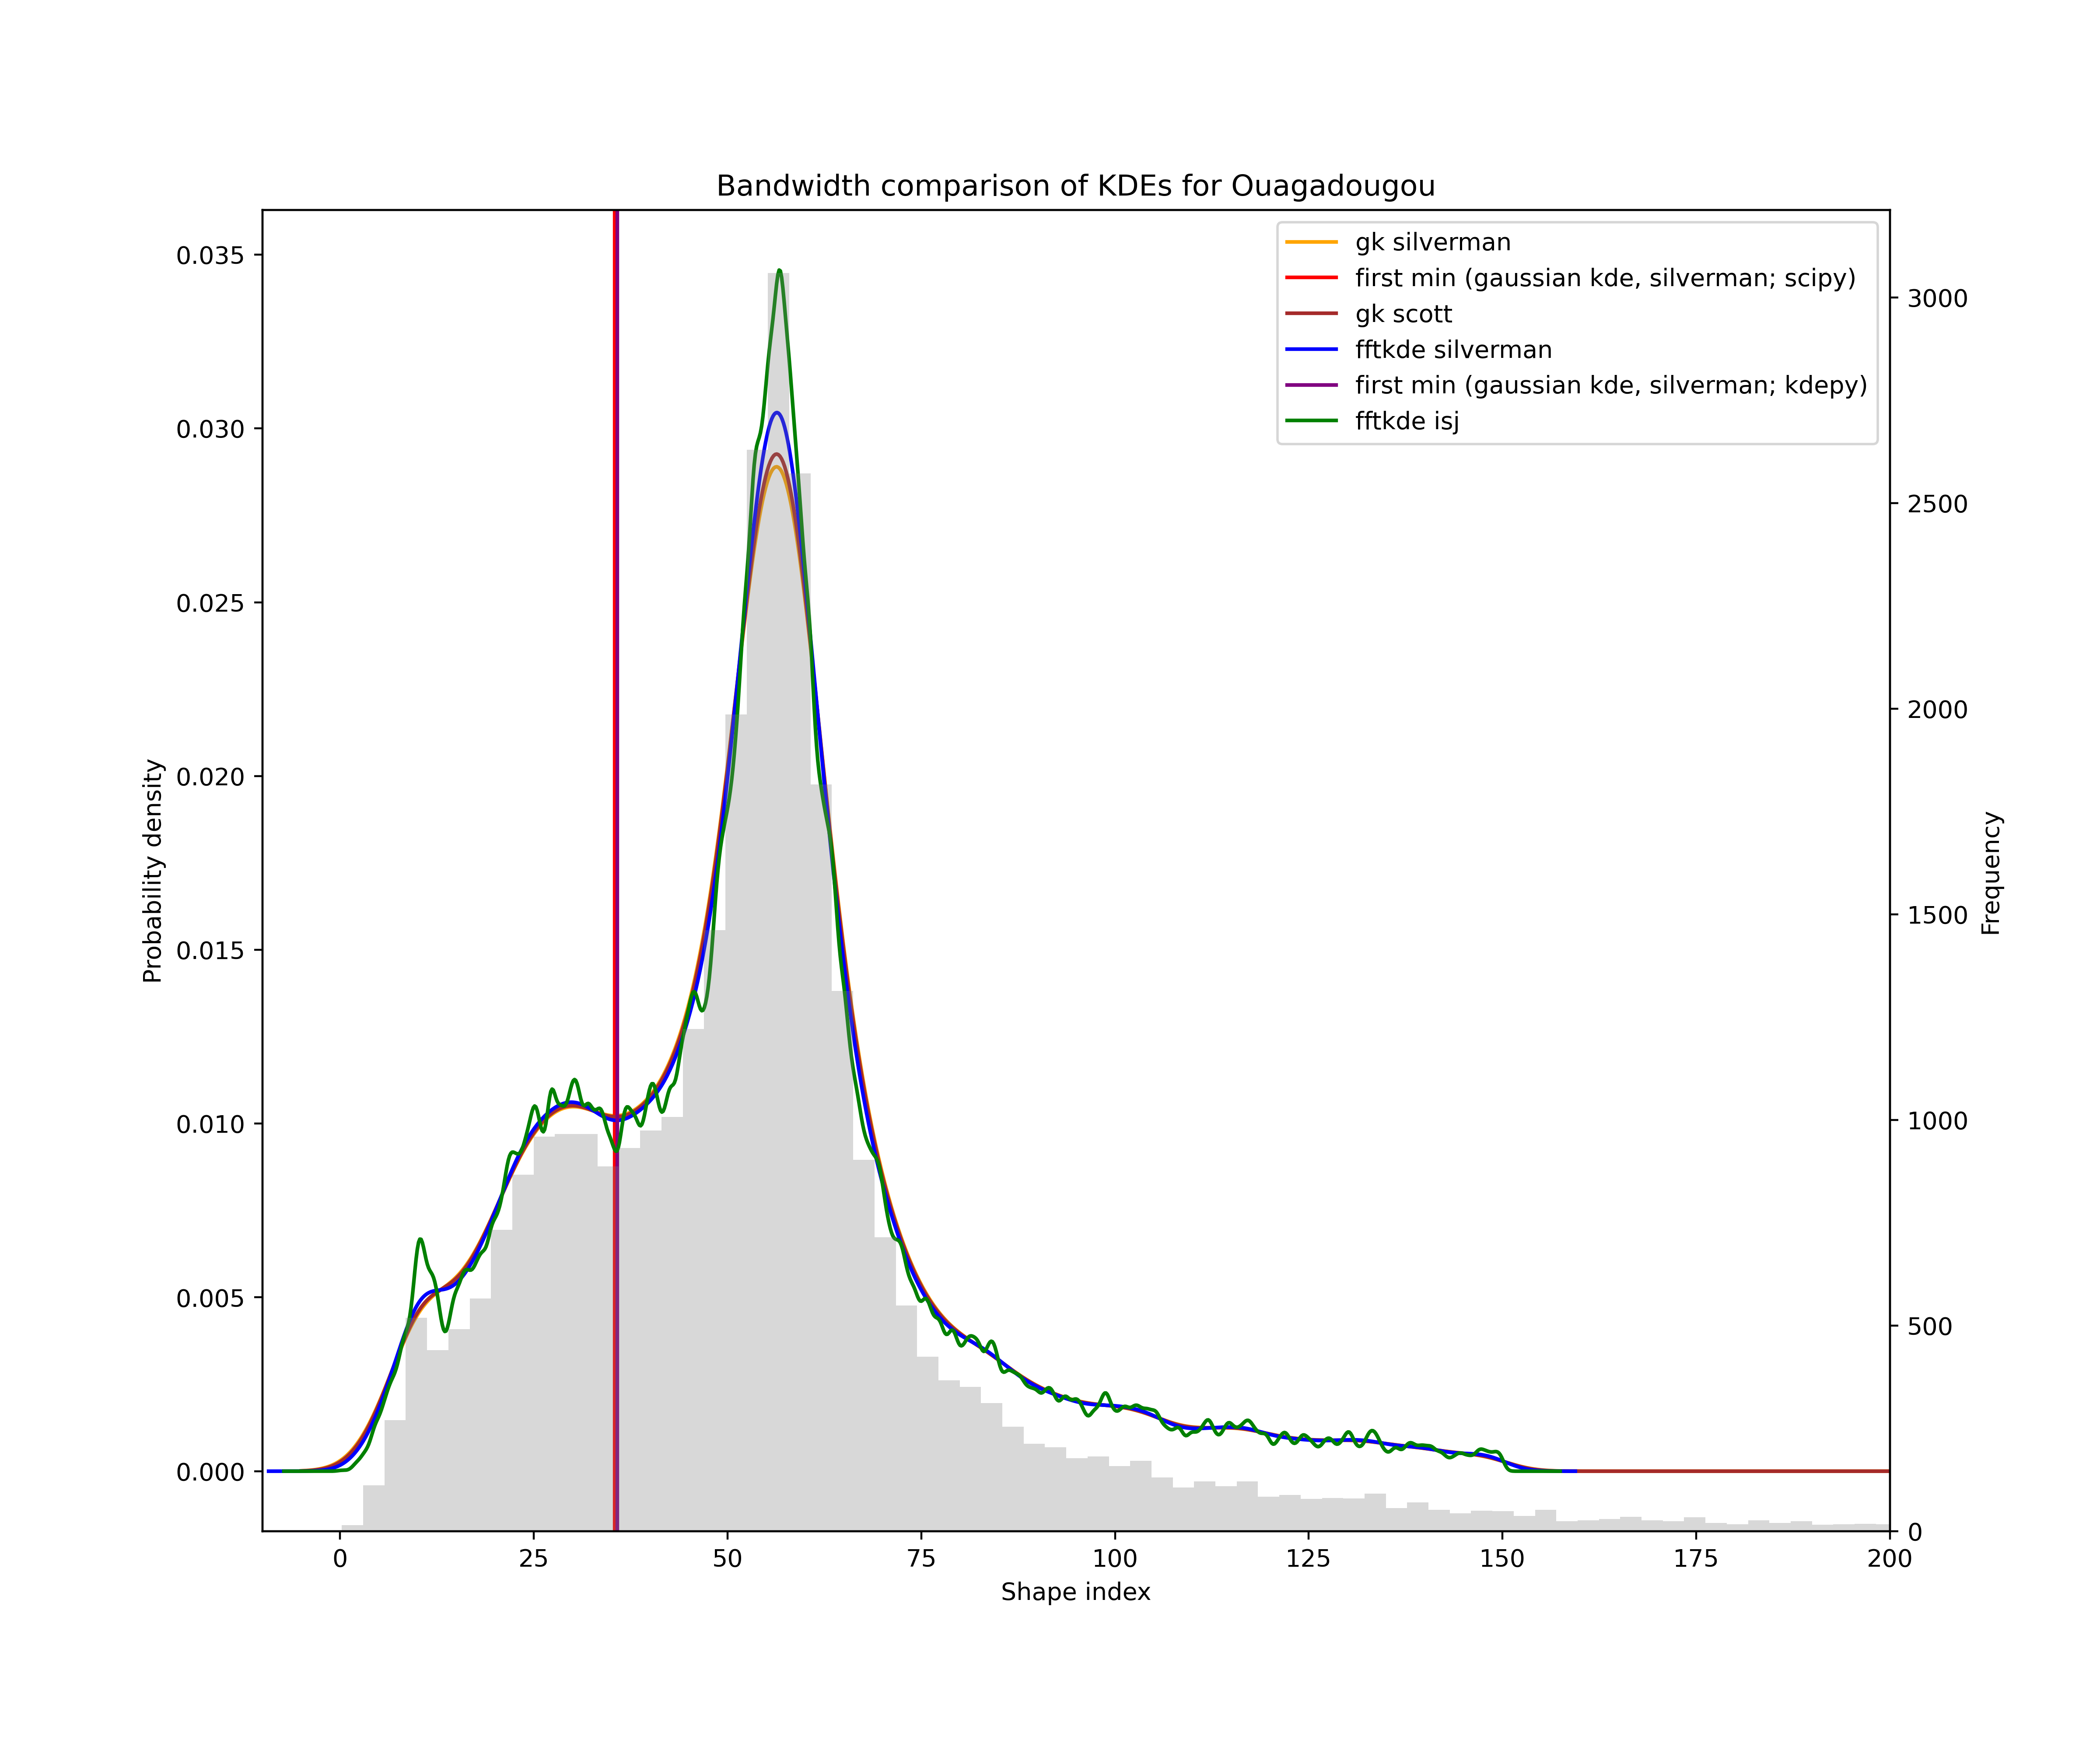 Bandwidth comparison of KDEs for Ouagadougou
gk silverman
first min (gaussian kde, silverman; scipy)
gk scott
fftkde silverman
first min (gaussian kde, silverman; kdepy)
fftkde isj
0.035
0.030
0.025
0.020
0.015
0.010
0.005
0.000
Probability density
3000
2500
2000
1500
1000
500
0
Frequency
0 25 50 75 100 125 150 175 200
Shape index